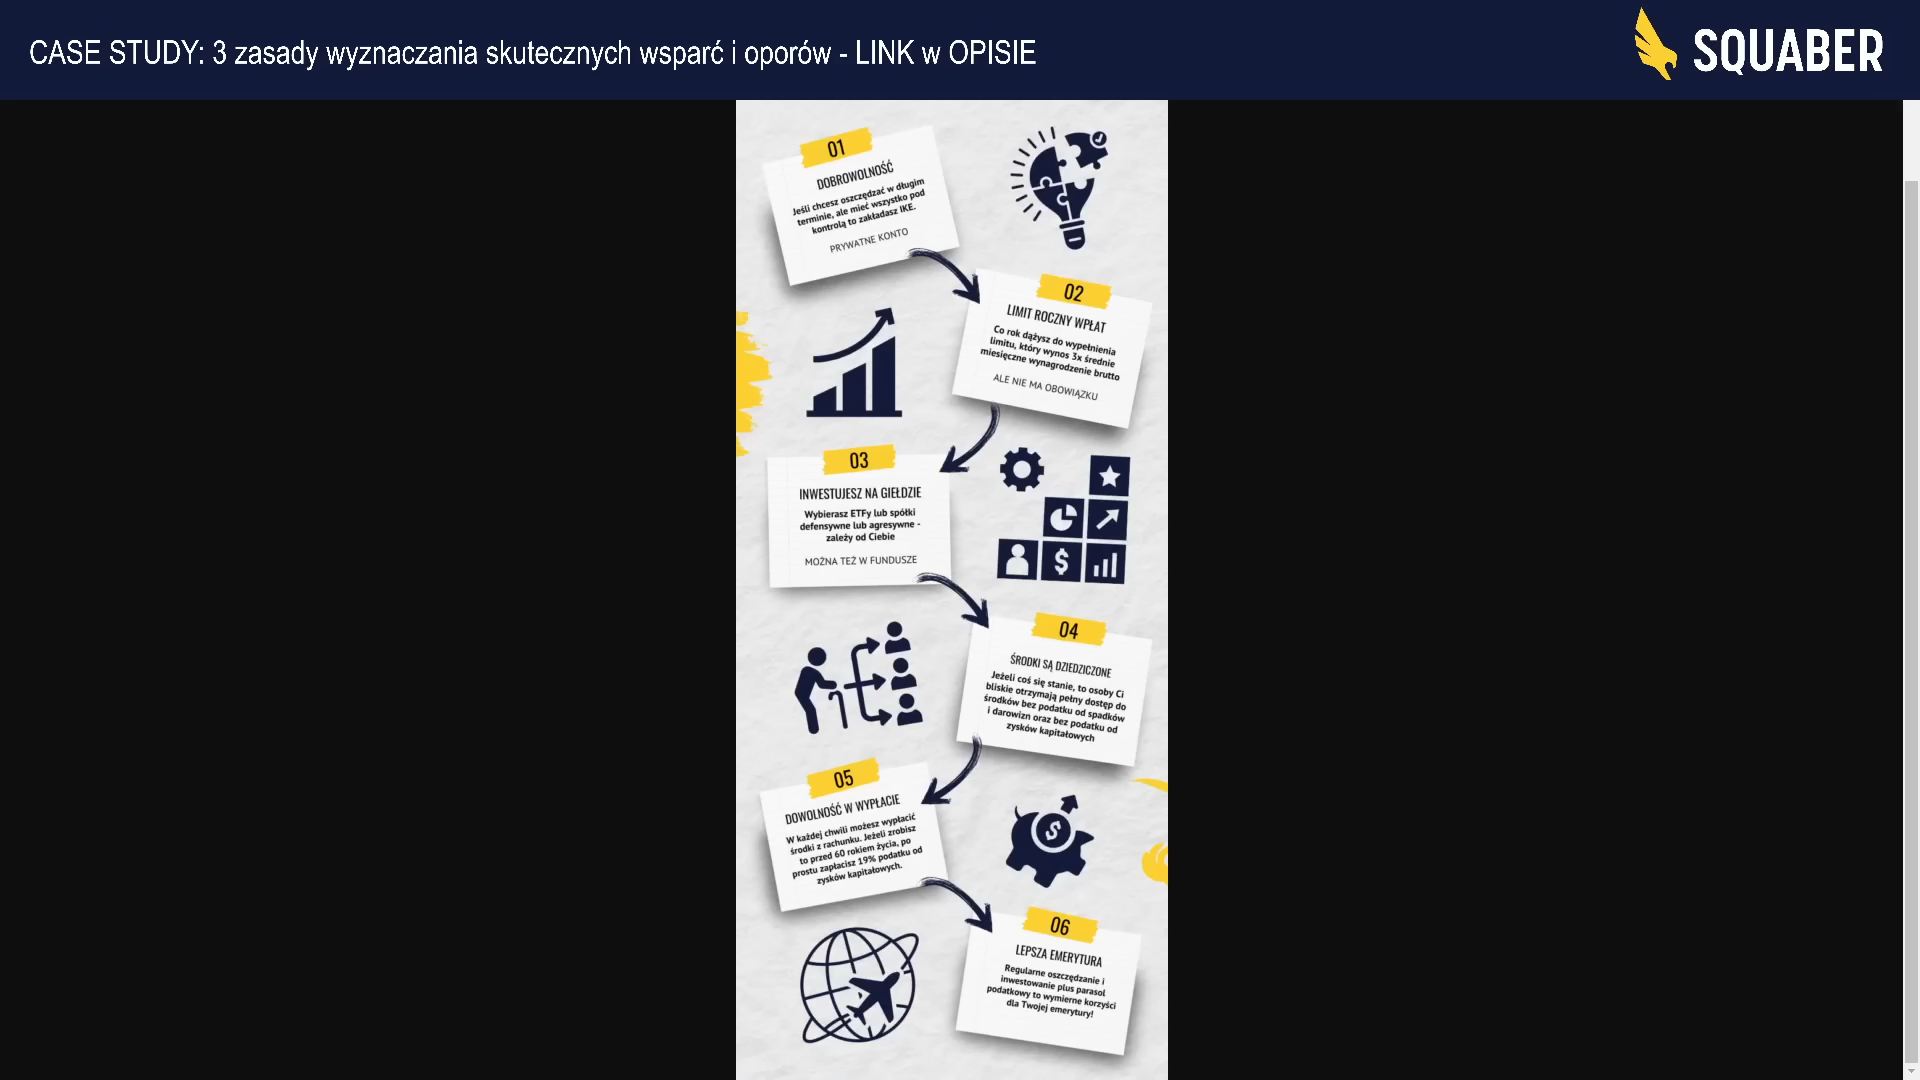 CASE STUDY: 3 zasady wyznaczania skutecznych wsparć i oporów - LINK w OPISIE
SQUABER
01
DOBROWOLNOŚĆ
Jeśli chcesz oszczędzać w długim
terminie, ale mieć wszystko pod
kontrolą to zakładasz IKE.
PRYWATNE KONTO
02
LIMIT ROCZNY WPŁAT
Co rok dążysz do wypełnienia
limitu, który wynos 3x średnie
miesięczne wynagrodzenie brutto
ALE NIE MA OBOWIĄZKU
03
INWESTUJESZ NA GIEŁDZIE
Wybierasz ETFy lub spółki
defensywne lub agresywne -
zależy od Ciebie
MOŻNA TEŻ W FUNDUSZE
04
ŚRODKI SĄ DZIEDZICZONE
Jeżeli coś się stanie, to osoby Ci
bliskie otrzymają pełny dostęp do
środków bez podatku od spadków
i darowizn oraz bez podatku od
zysków kapitałowych
05
DOWOLNOŚĆ W WYPŁACIE
W każdej chwili możesz wypłacić
środki z rachunku. Jeżeli zrobisz
to przed 60 rokiem życia, po
prostu zapłacisz 19% podatku od
zysków kapitałowych.
06
LEPSZA EMERYTURA
Regularne oszczędzanie i
inwestowanie plus parasol
podatkowy to wymierne korzyści
dla Twojej emerytury!